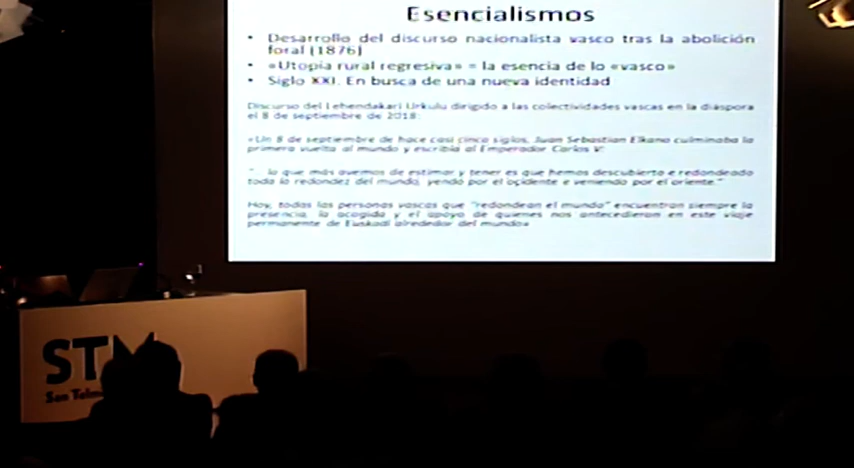 Esencialismos
• Desarrollo del discurso nacionalista vasco tras la abolición
foral (1876)
• «Utopía rural regresiva» = la esencia de lo «vasco»
• Siglo XXI. En busca de una nueva identidad
Discurso del Lehendakari Urkulu dirigido a las colectividades vascas en la diáspora
el 8 de septiembre de 2018:
«Un 8 de septiembre de hace casi cinco siglos, Juan Sebastian Elkano culminaba la
primera vuelta al mundo y escribía al Emperador Carlos V:
" lo que más avemos de estimar y tener es que hemos descubierto e redondeado
toda la redondez del mundo, yendo por el occidente e veniendo por el oriente."
Hoy, todas las personas vascas que "redondean el mundo" encuentran siempre la
presencia, la acogida y el apoyo de quienes nos antecedieron en este viaje
permanente de Euskadi alrededor del mundo»
STM
San Telmo